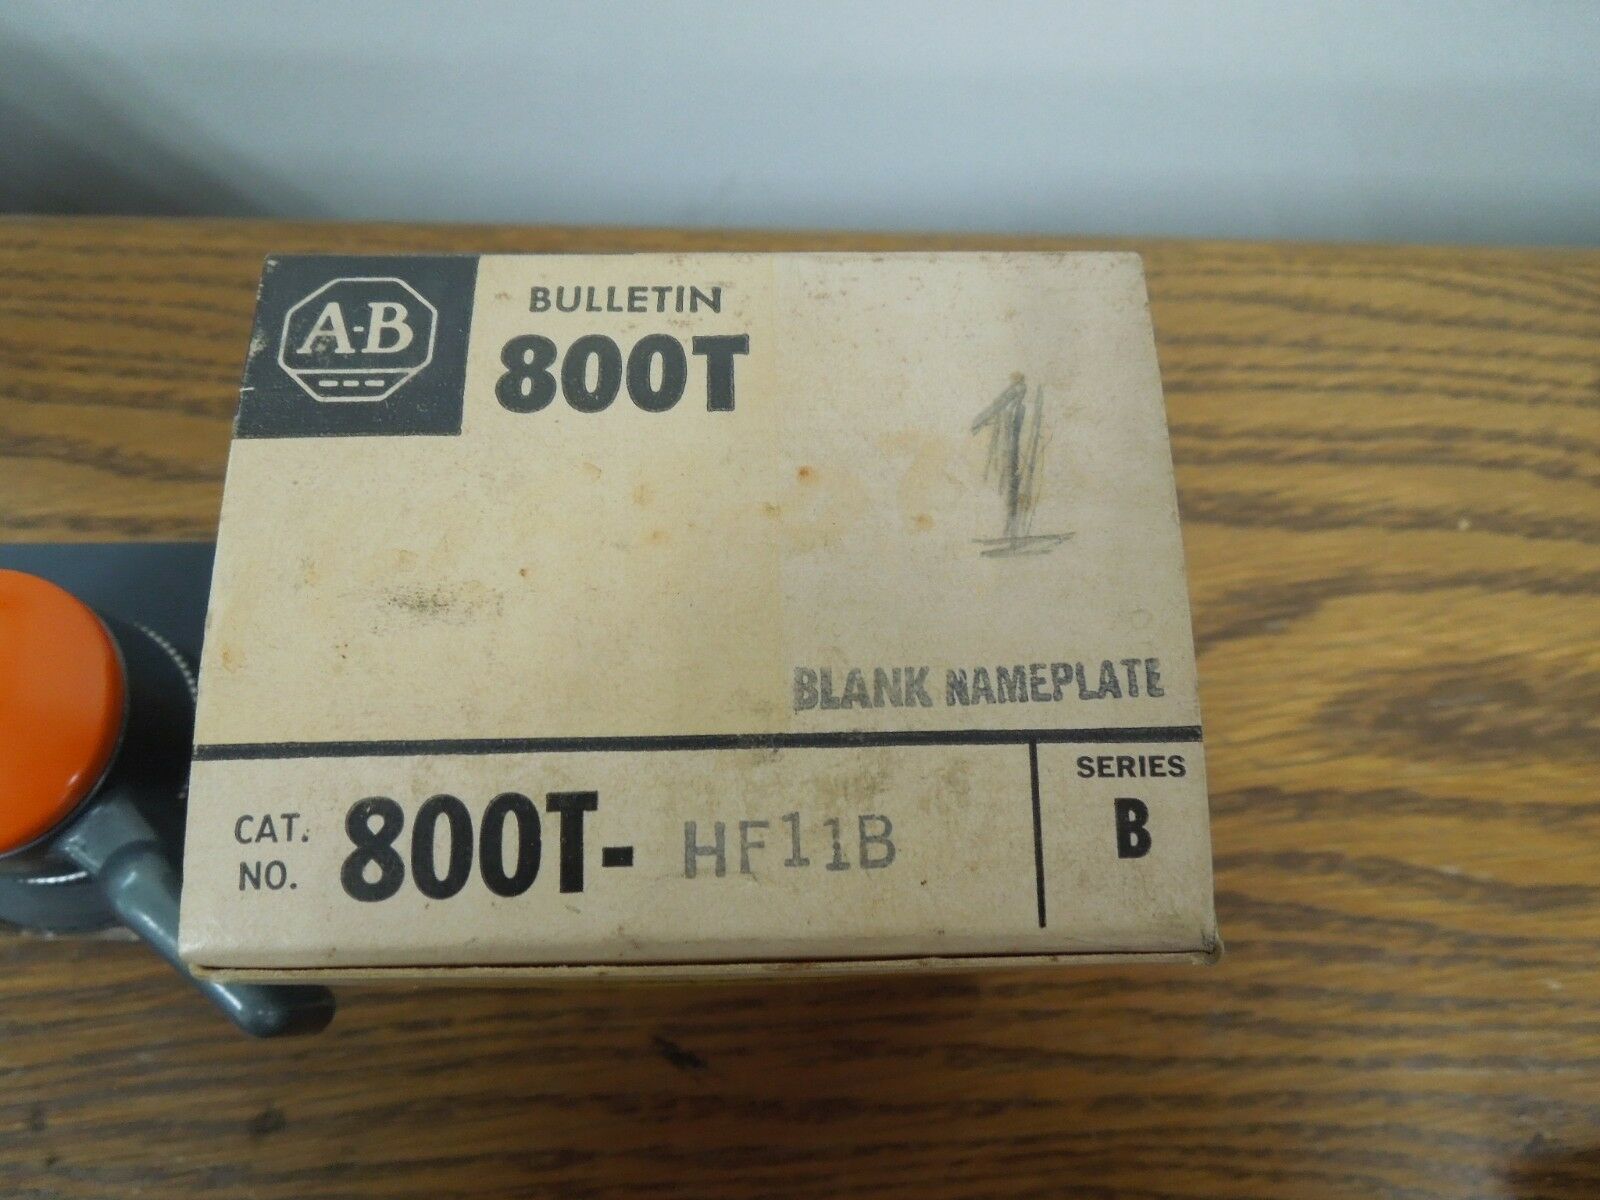 A-B
BULLETIN
800T
1
BLANK NAMEPLATE
CAT. NO.
800T- HF11B
SERIES
B